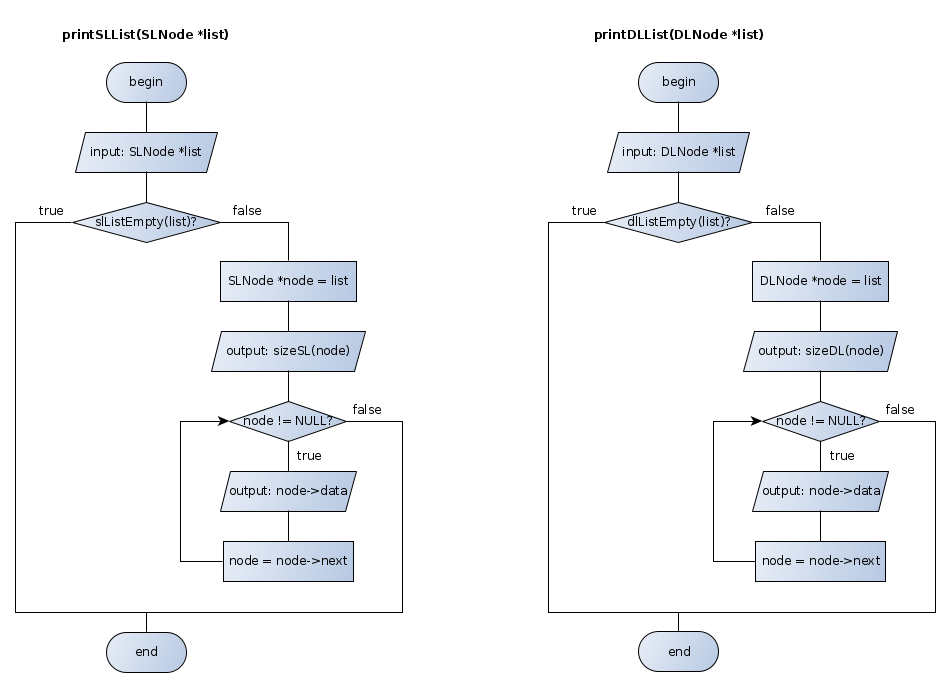 printSLList(SLNode *list)
begin
input: SLNode *list
true
false
slListEmpty(list)?
SLNode *node = list
output: sizeSL(node)
false
node != NULL?
true
output: node->data
node = node->next
end
printDLList(DLNode *list)
begin
input: DLNode *list
true
false
dlListEmpty(list)?
DLNode *node = list
output: sizeDL(node)
false
node != NULL?
true
output: node->data
node = node->next
end